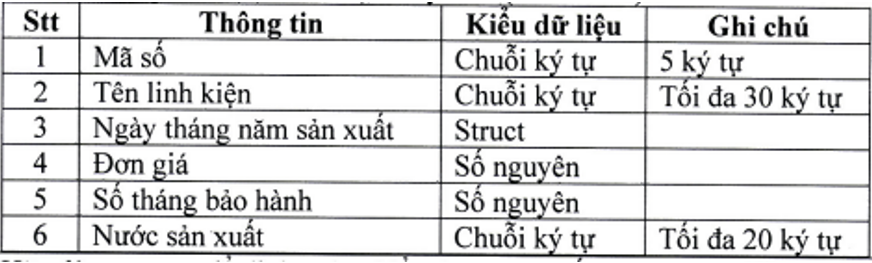 Stt Thông tin Kiểu dữ liệu Ghi chú
1 Mã số Chuỗi ký tự 5 ký tự
2 Tên linh kiện Chuỗi ký tự Tối đa 30 ký tự
3 Ngày tháng năm sản xuất Struct
4 Đơn giá Số nguyên
5 Số tháng bảo hành Số nguyên
6 Nước sản xuất Chuỗi ký tự Tối đa 20 ký tự